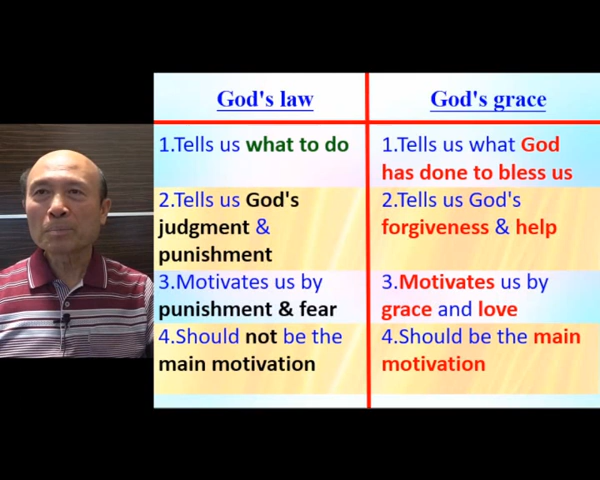 God's law
1.Tells us what to do
2.Tells us God's
judgment &
punishment
3.Motivates us by
punishment & fear
4.Should not be the
main motivation
God's grace
1.Tells us what God
has done to bless us
2.Tells us God's
forgiveness & help
3.Motivates us by
grace and love
4.Should be the main
motivation